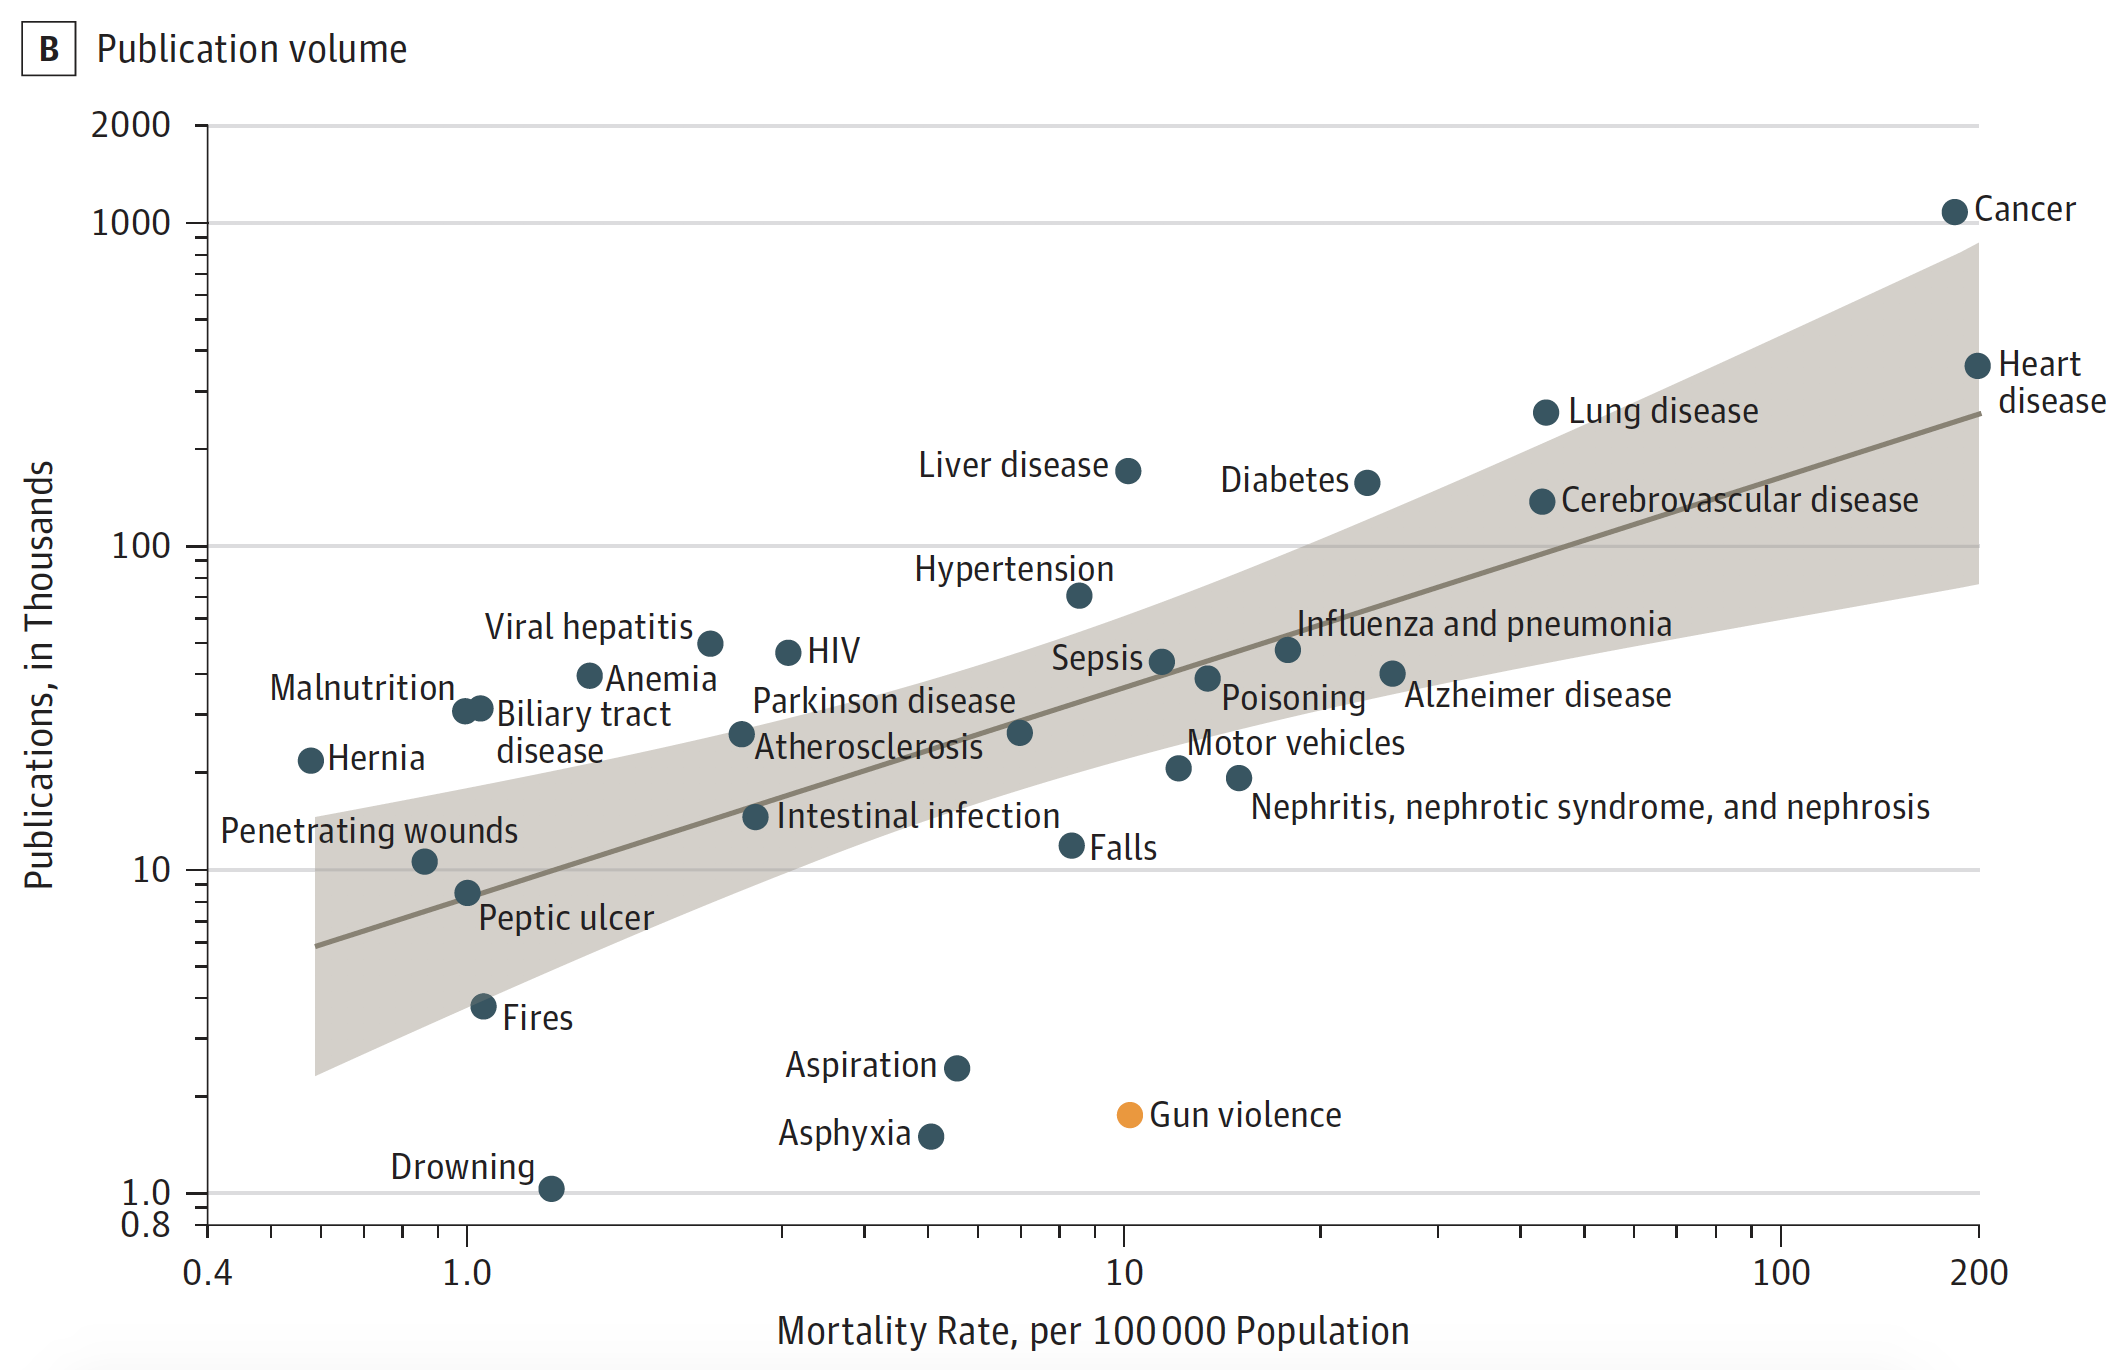 B Publication volume
2000
1000
100
10
1.0
0.8
Publications, in Thousands
Cancer
Heart
disease
Lung disease
Liver disease
Diabetes
Cerebrovascular disease
Hypertension
Viral hepatitis
HIV
Influenza and pneumonia
Sepsis
Malnutrition
Anemia
Parkinson disease
Poisoning
Alzheimer disease
Biliary tract
disease
Atherosclerosis
Motor vehicles
Hernia
Nephritis, nephrotic syndrome, and nephrosis
Penetrating wounds
Intestinal infection
Falls
Peptic ulcer
Fires
Aspiration
Gun violence
Asphyxia
Drowning
0.4
1.0
10
100
200
Mortality Rate, per 100 000 Population